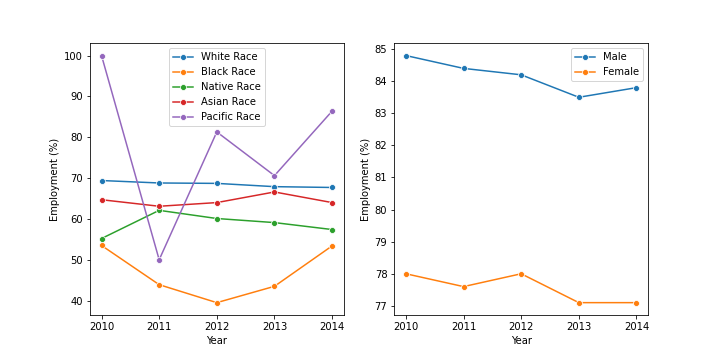 White Race
Black Race
Native Race
Asian Race
Pacific Race
100
90
80
70
60
50
40
Employment (%)
2010 2011 2012 2013 2014
Year
Male
Female
85
84
83
82
81
80
79
78
77
Employment (%)
2010 2011 2012 2013 2014
Year